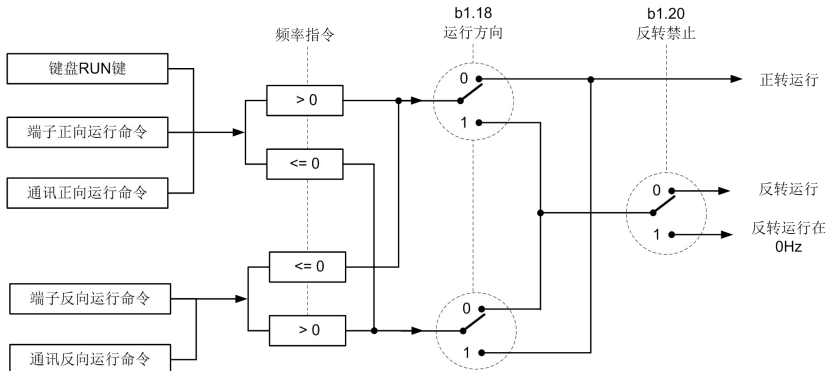 b1.18
b1.20
频率指令
运行方向
反转禁止
键盘RUN键
端子正向运行命令
通讯正向运行命令
> 0
<= 0
0
1
正转运行
0
反转运行
1
反转运行在
0Hz
<= 0
> 0
端子反向运行命令
通讯反向运行命令
0
1